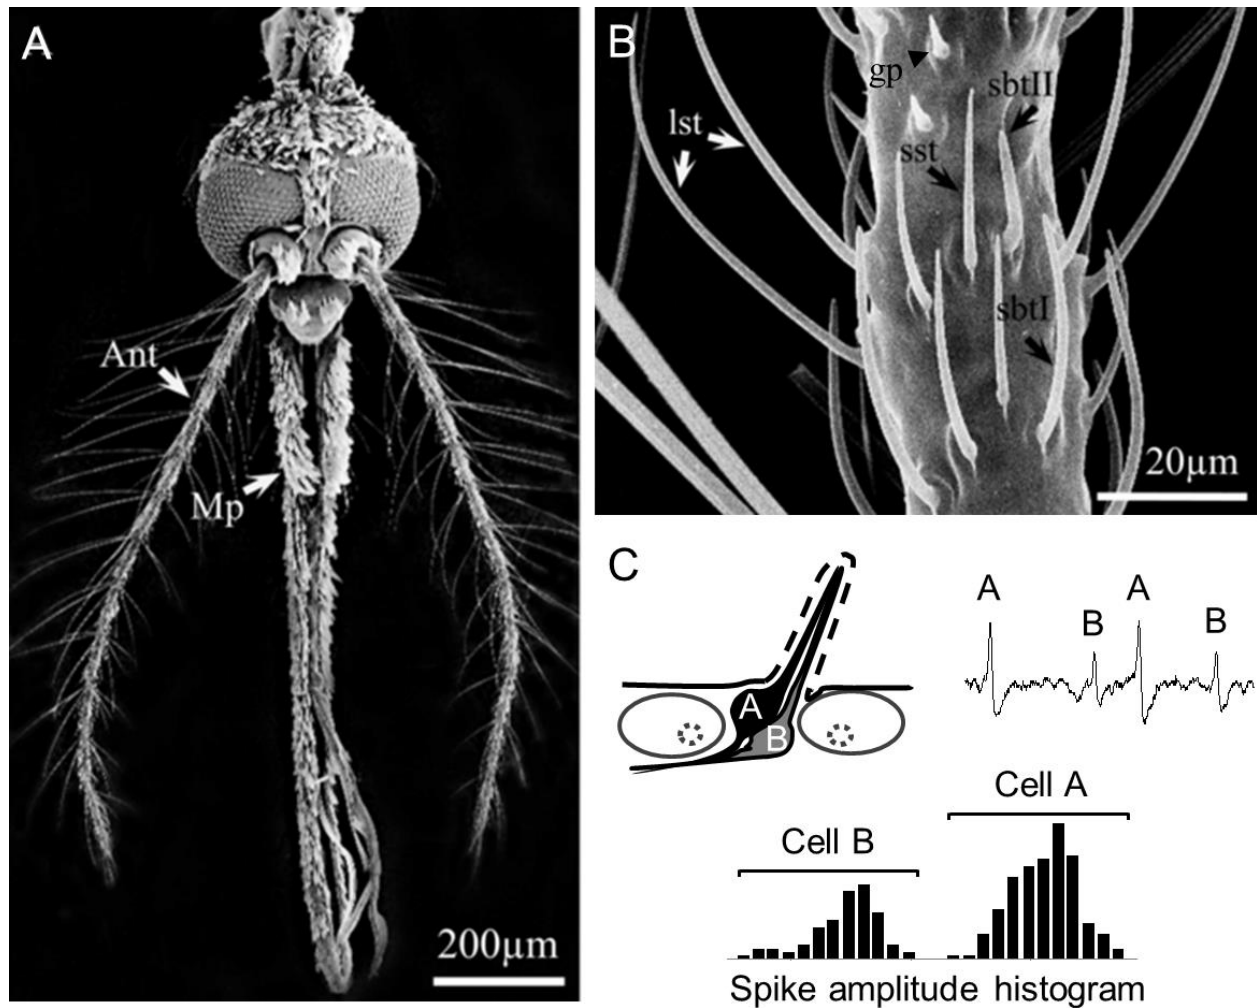 A
Ant
Mp
200µm
B
gp
sbtII
lst
sst
sbtI
20µm
C
A
B
A
B
A
B
Cell A
Cell B
Spike amplitude histogram